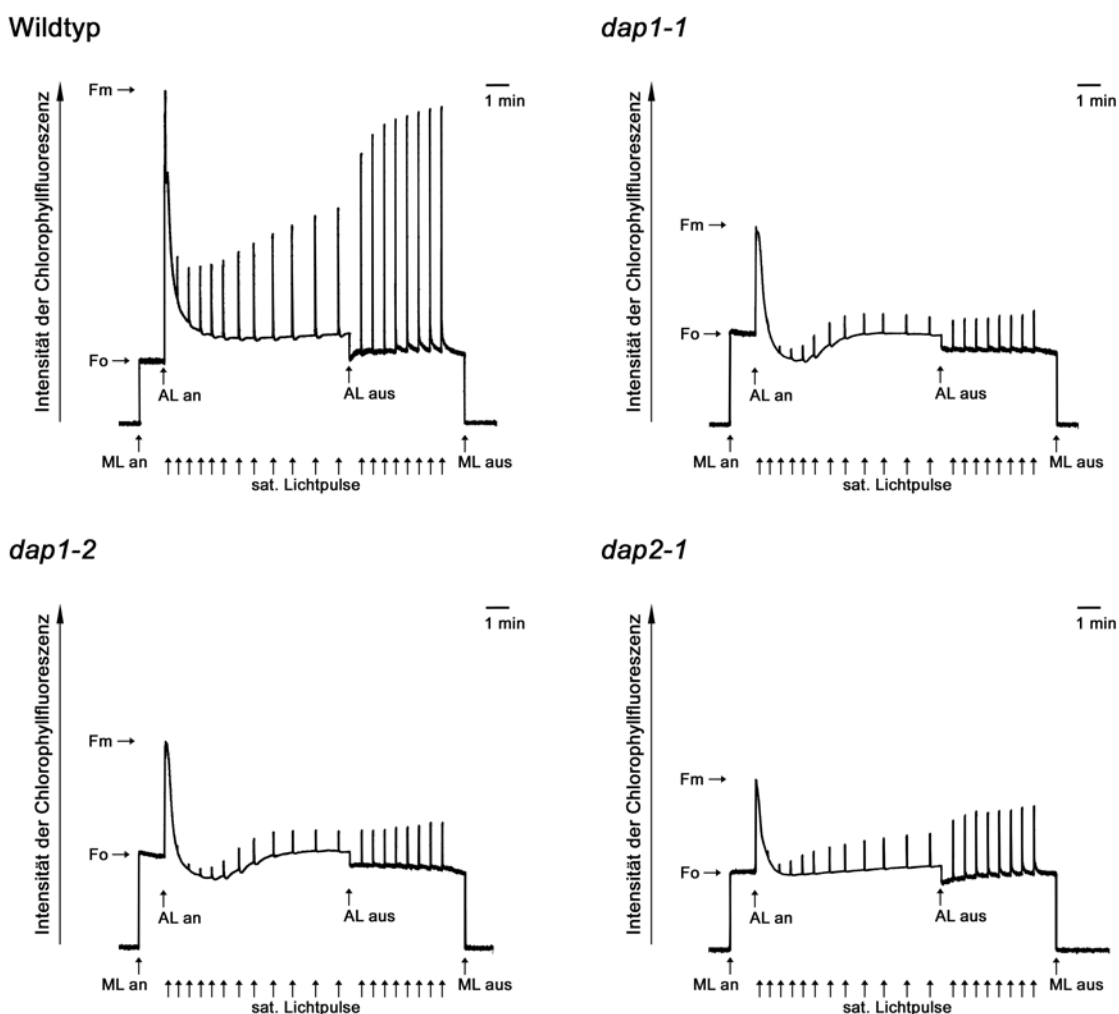 Wildtyp
Intensität der Chlorophyllfluoreszenz
Fm →
1 min
Fo →
AL an
AL aus
ML an
ML aus
sat. Lichtpulse
dap1-1
Intensität der Chlorophyllfluoreszenz
Fm →
1 min
Fo →
AL an
AL aus
ML an
ML aus
sat. Lichtpulse
dap1-2
Intensität der Chlorophyllfluoreszenz
1 min
Fm →
Fo →
AL an
AL aus
ML an
ML aus
sat. Lichtpulse
dap2-1
Intensität der Chlorophyllfluoreszenz
1 min
Fm →
Fo →
AL an
AL aus
ML an
ML aus
sat. Lichtpulse